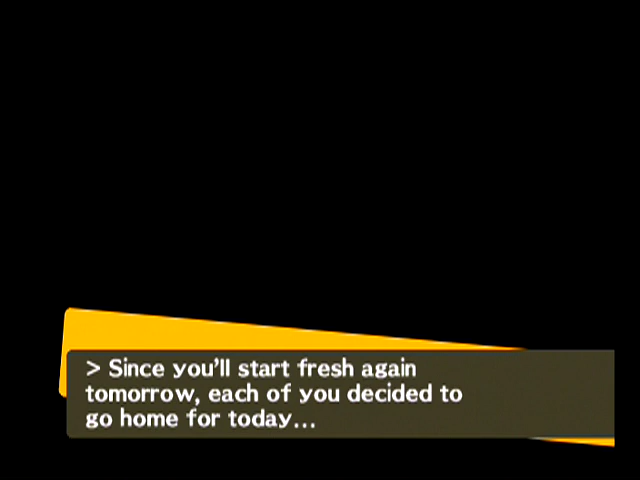 > Since you'll start fresh again
tomorrow, each of you decided to
go home for today...